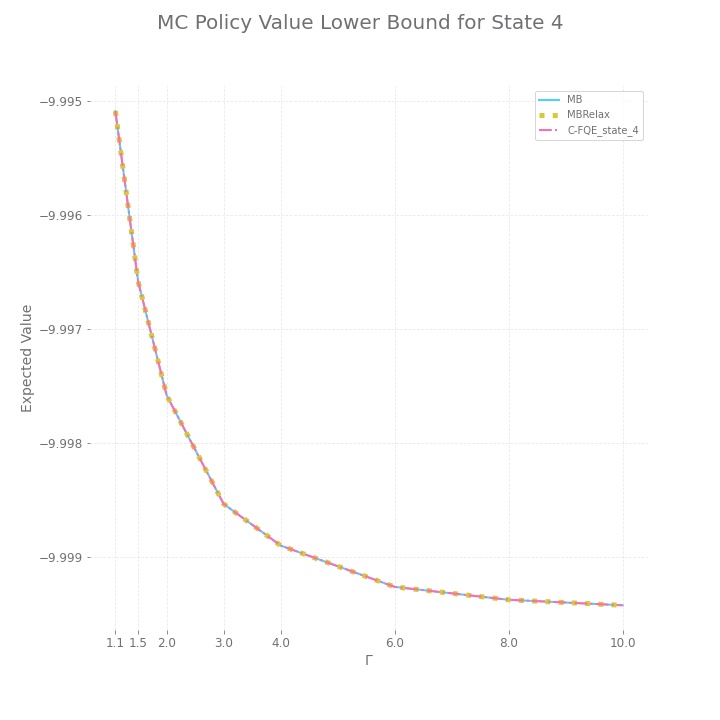 MC Policy Value Lower Bound for State 4
MB
MBRelax
C-FQE_state_4
Expected Value
−9.995
−9.996
−9.997
−9.998
−9.999
1.1 1.5 2.0 3.0 4.0 6.0 8.0 10.0
Γ